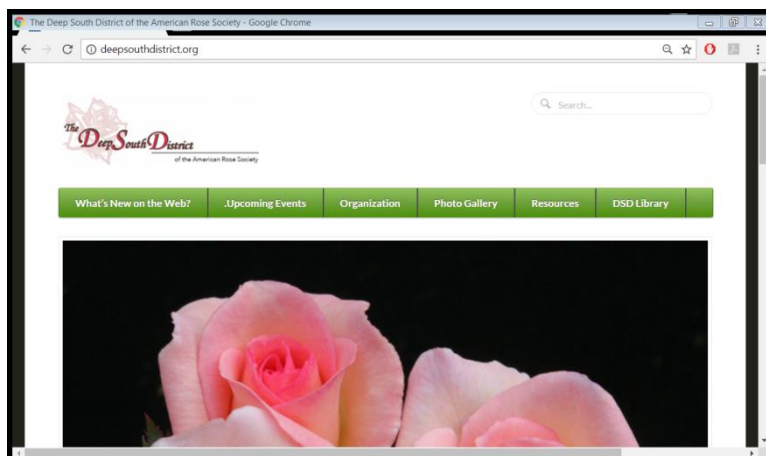 The Deep South District of the American Rose Society - Google Chrome
deepsouthdistrict.org
Search...
The
Deep South District
of the American Rose Society
What's New on the Web? .Upcoming Events Organization Photo Gallery Resources DSD Library